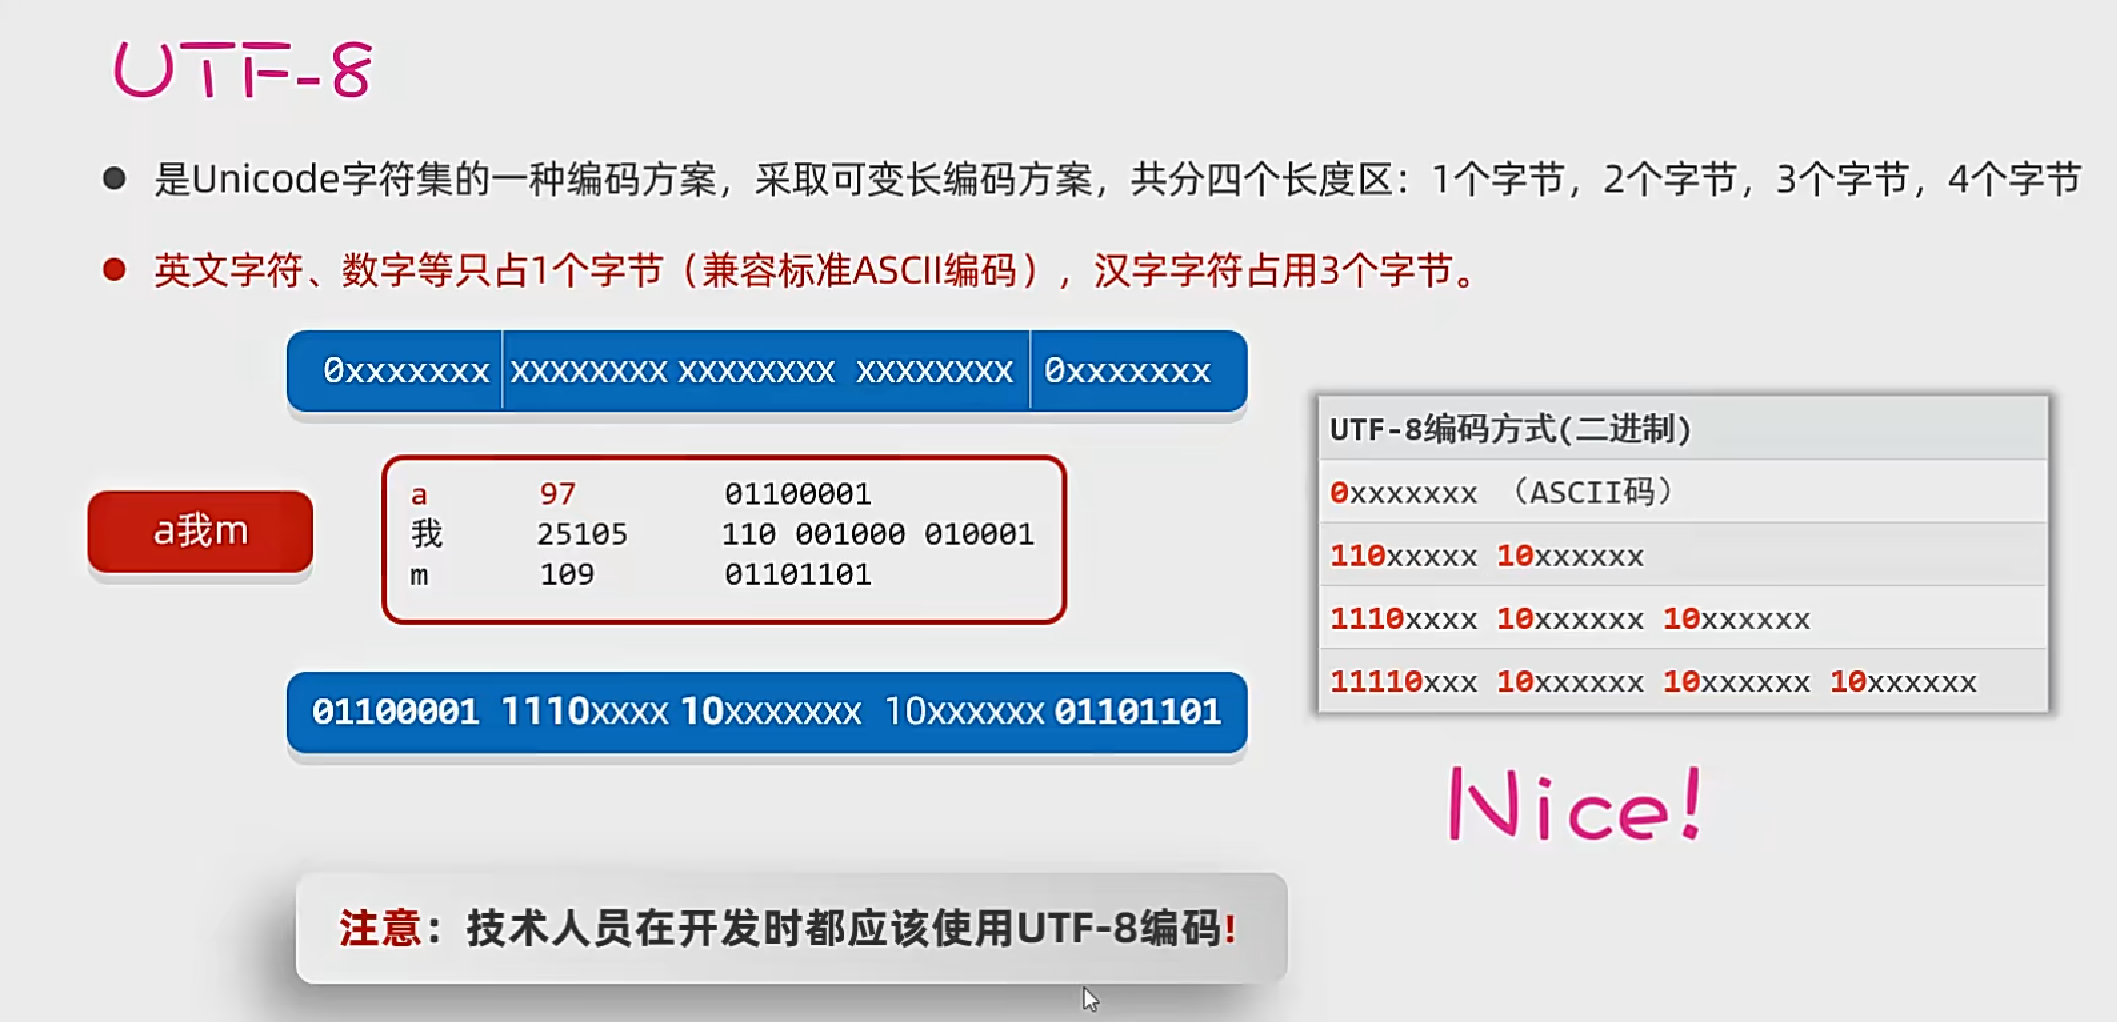 UTF-8
是Unicode字符集的一种编码方案，采取可变长编码方案，共分四个长度区：1个字节，2个字节，3个字节，4个字节
英文字符、数字等只占1个字节（兼容标准ASCII编码），汉字字符占用3个字节。
0xxxxxxx xxxxxxxx xxxxxxxx xxxxxxxx 0xxxxxxx
a我m
a 97 01100001
我 25105 110 001000 010001
m 109 01101101
01100001 1110xxxx 10xxxxxxx 10xxxxxx 01101101
UTF-8编码方式(二进制)
0xxxxxxx （ASCII码）
110xxxxx 10xxxxxx
1110xxxx 10xxxxxx 10xxxxxx
11110xxx 10xxxxxx 10xxxxxx 10xxxxxx
Nice!
注意：技术人员在开发时都应该使用UTF-8编码!